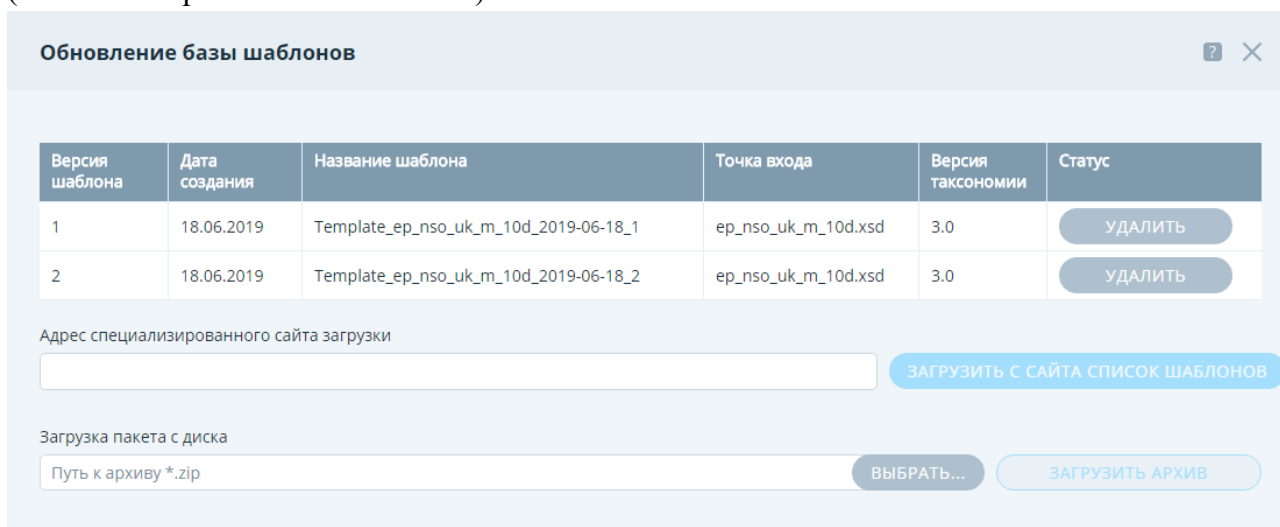 Обновление базы шаблонов ?
Версия шаблона Дата создания Название шаблона Точка входа Версия таксономии Статус
1 18.06.2019 Template_ep_nso_uk_m_10d_2019-06-18_1 ep_nso_uk_m_10d.xsd 3.0 УДАЛИТЬ
2 18.06.2019 Template_ep_nso_uk_m_10d_2019-06-18_2 ep_nso_uk_m_10d.xsd 3.0 УДАЛИТЬ
Адрес специализированного сайта загрузки
ЗАГРУЗИТЬ С САЙТА СПИСОК ШАБЛОНОВ
Загрузка пакета с диска
Путь к архиву *.zip ВЫБРАТЬ... ЗАГРУЗИТЬ АРХИВ